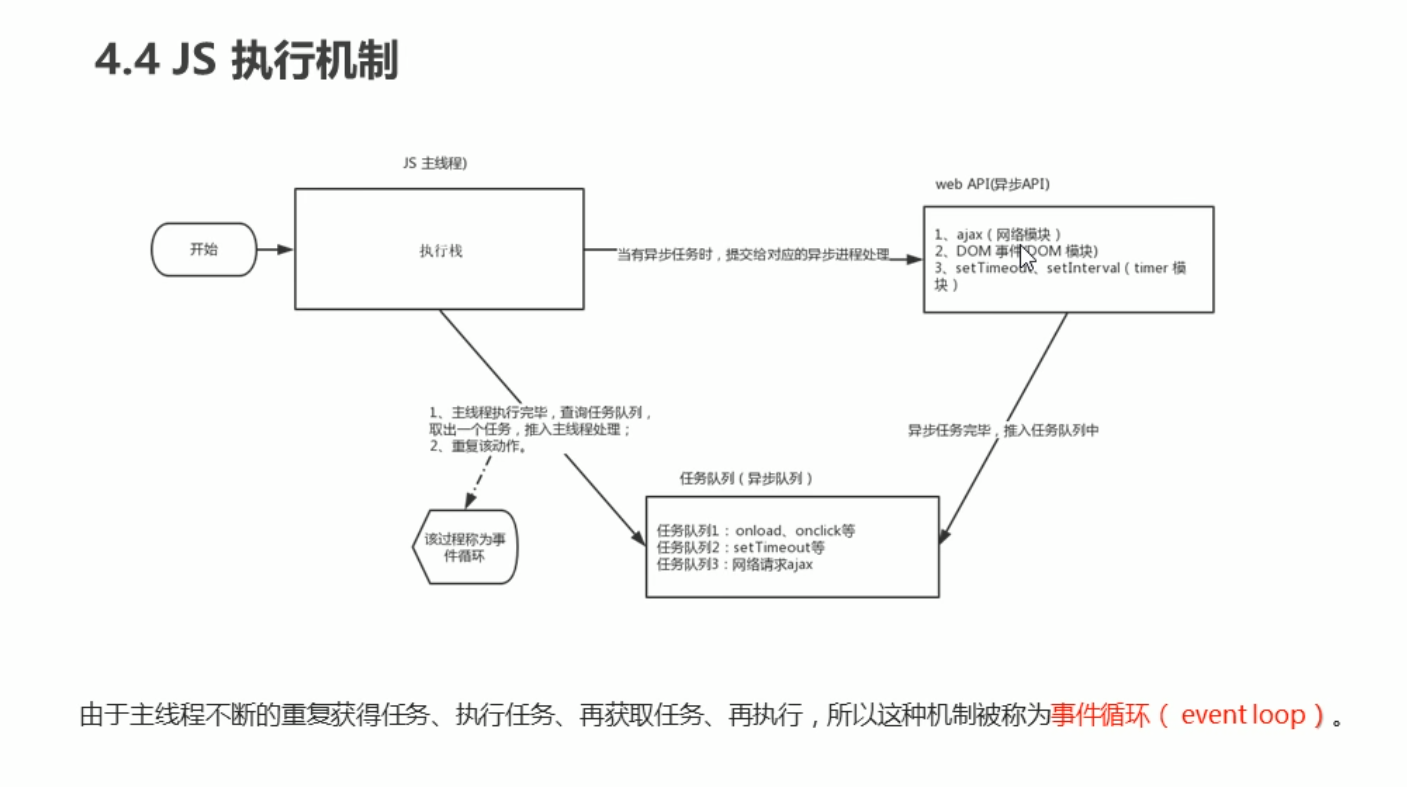 4.4 JS 执行机制
JS 主线程)
web API(异步API)
开始
执行栈
当有异步任务时，提交给对应的异步进程处理
1、ajax（网络模块）
2、DOM 事件(DOM 模块)
3、setTimeout、setInterval（timer 模
块）
1、主线程执行完毕，查询任务队列，
取出一个任务，推入主线程处理；
2、重复该动作。
异步任务完毕，推入任务队列中
该过程称为事
件循环
任务队列（异步队列）
任务队列1：onload、onclick等
任务队列2：setTimeout等
任务队列3：网络请求ajax
由于主线程不断的重复获得任务、执行任务、再获取任务、再执行，所以这种机制被称为事件循环（ event loop）。